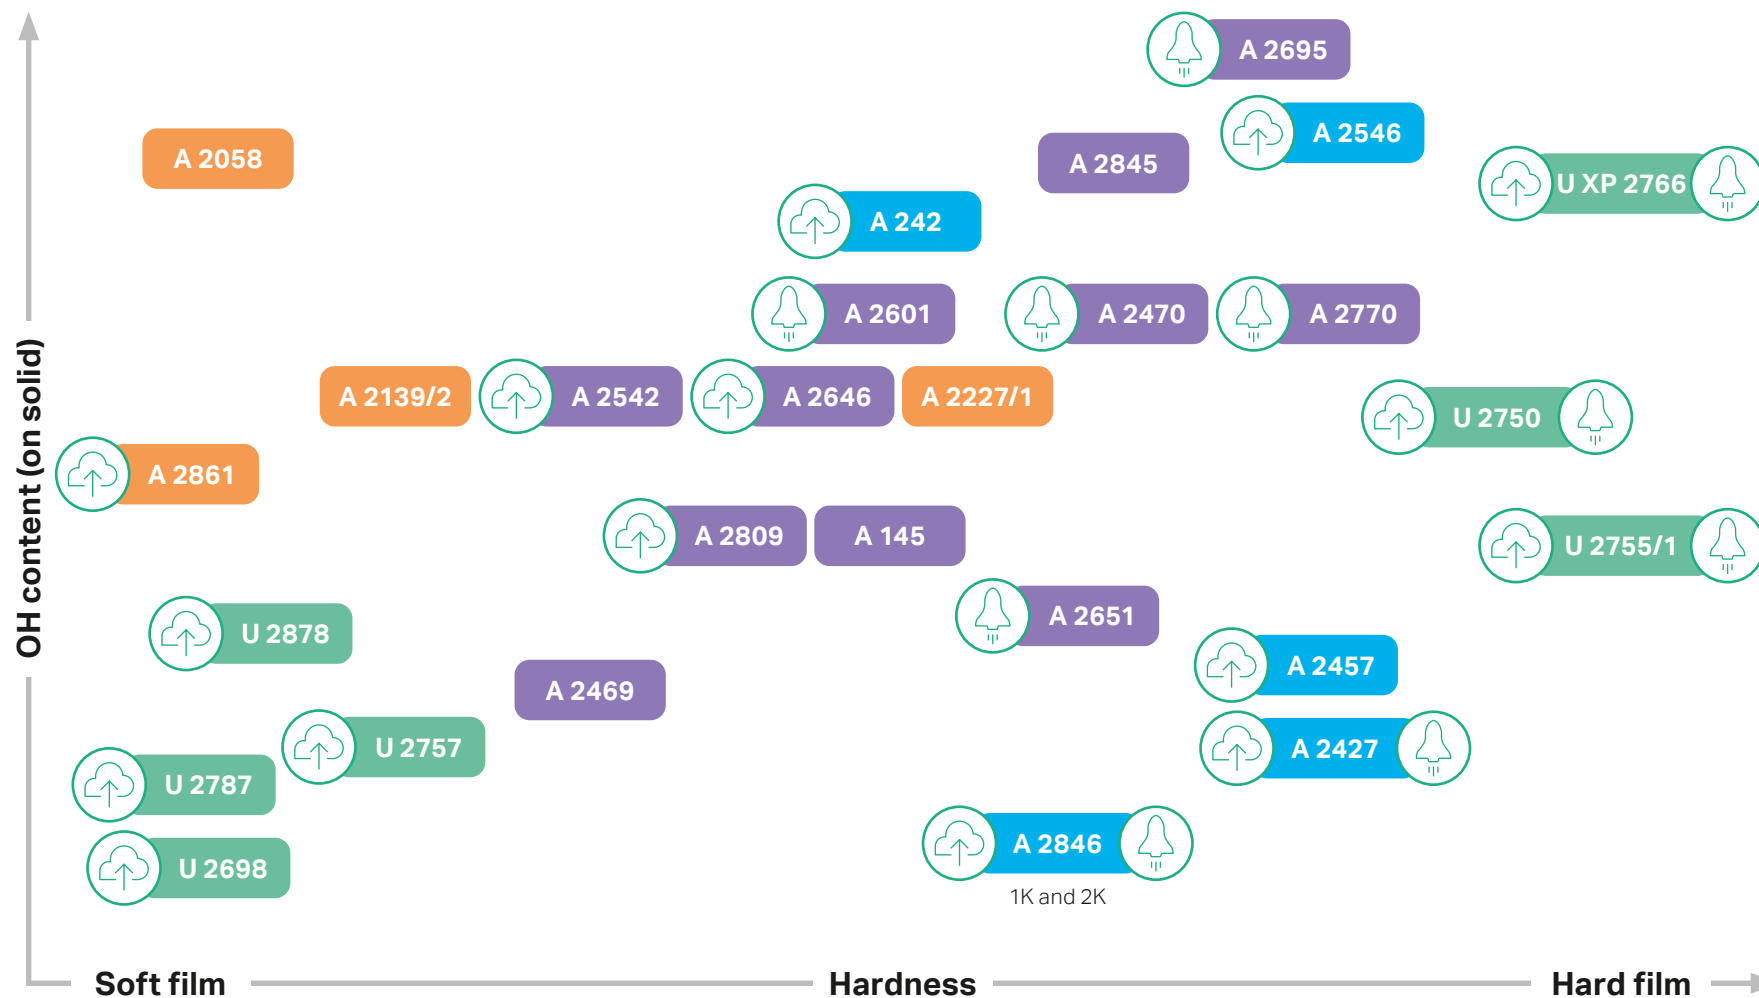 A 2695
A 2546
A 2058
A 2845
U XP 2766
A 242
A 2601
A 2470
A 2770
A 2139/2
A 2542
A 2646
A 2227/1
U 2750
A 2861
A 2809
A 145
U 2755/1
A 2651
U 2878
A 2457
A 2469
U 2757
A 2427
U 2787
A 2846
1K and 2K
U 2698
OH content (on solid)
Soft film
Hardness
Hard film